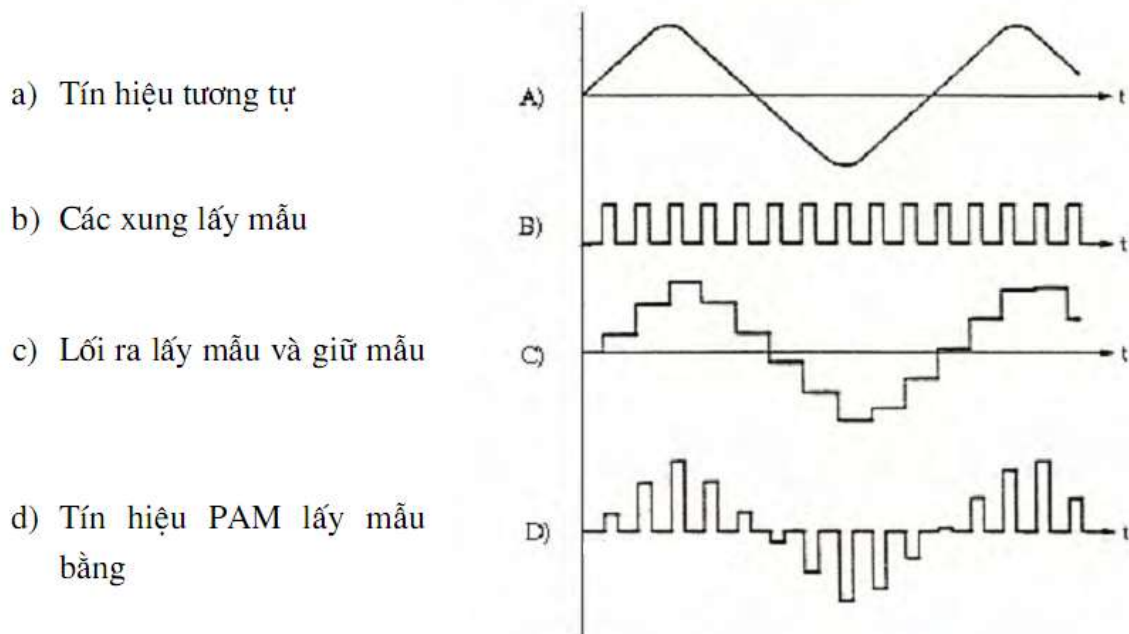 a) Tín hiệu tương tự
A)
t
b) Các xung lấy mẫu
B)
t
c) Lối ra lấy mẫu và giữ mẫu
C)
t
d) Tín hiệu PAM lấy mẫu
bằng
D)
t